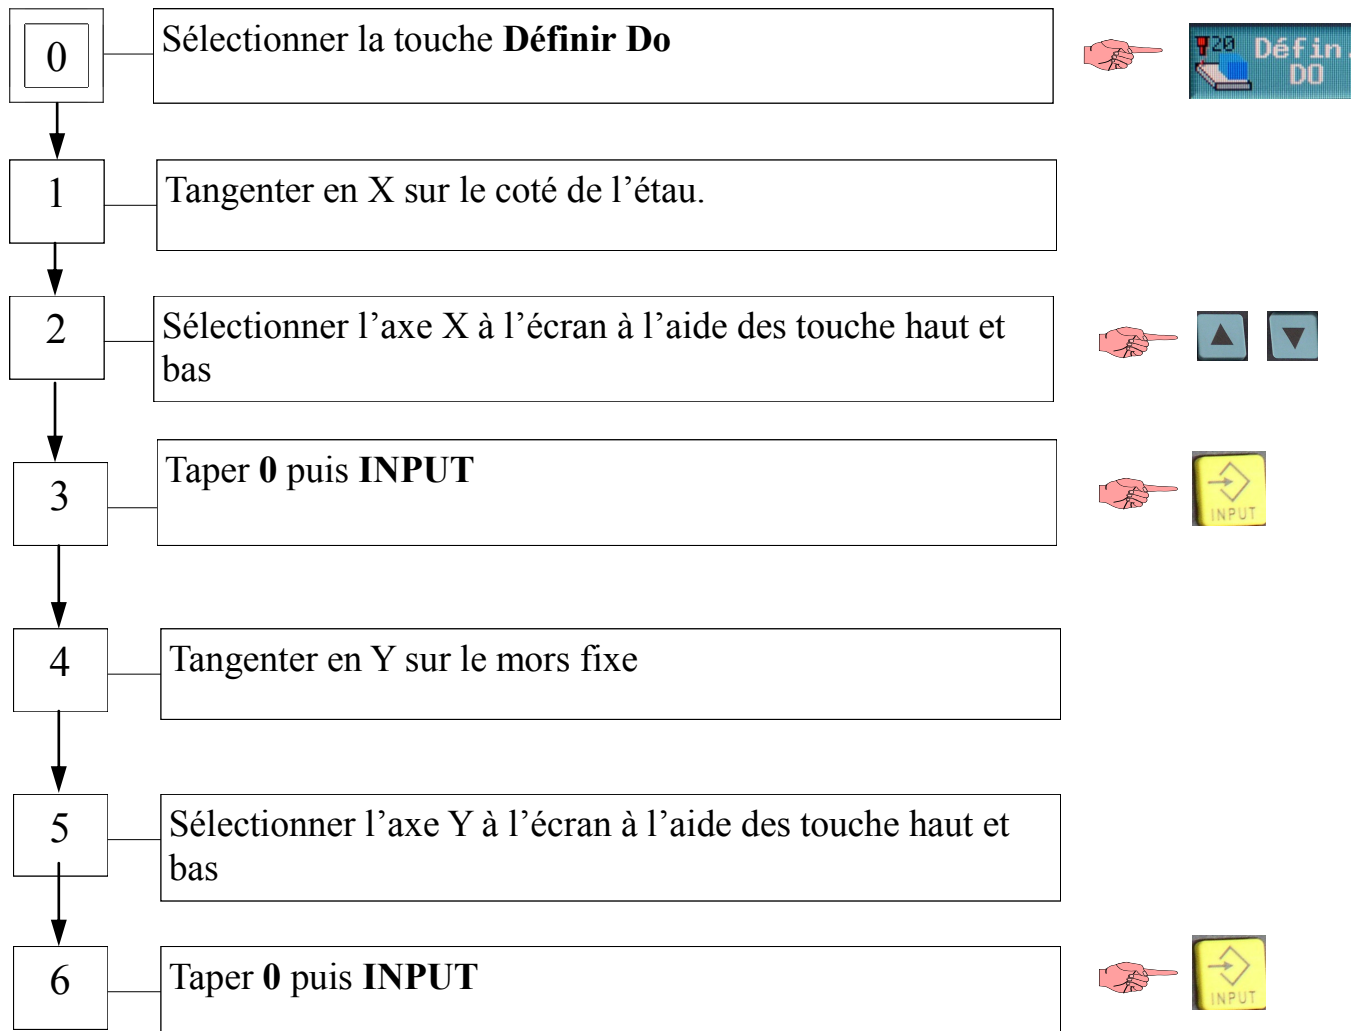 0
Sélectionner la touche Définir Do
T20 Défin.
DO
1
Tangenter en X sur le coté de l’étau.
2
Sélectionner l’axe X à l’écran à l’aide des touche haut et
bas
3
Taper 0 puis INPUT
INPUT
4
Tangenter en Y sur le mors fixe
5
Sélectionner l’axe Y à l’écran à l’aide des touche haut et
bas
6
Taper 0 puis INPUT
INPUT